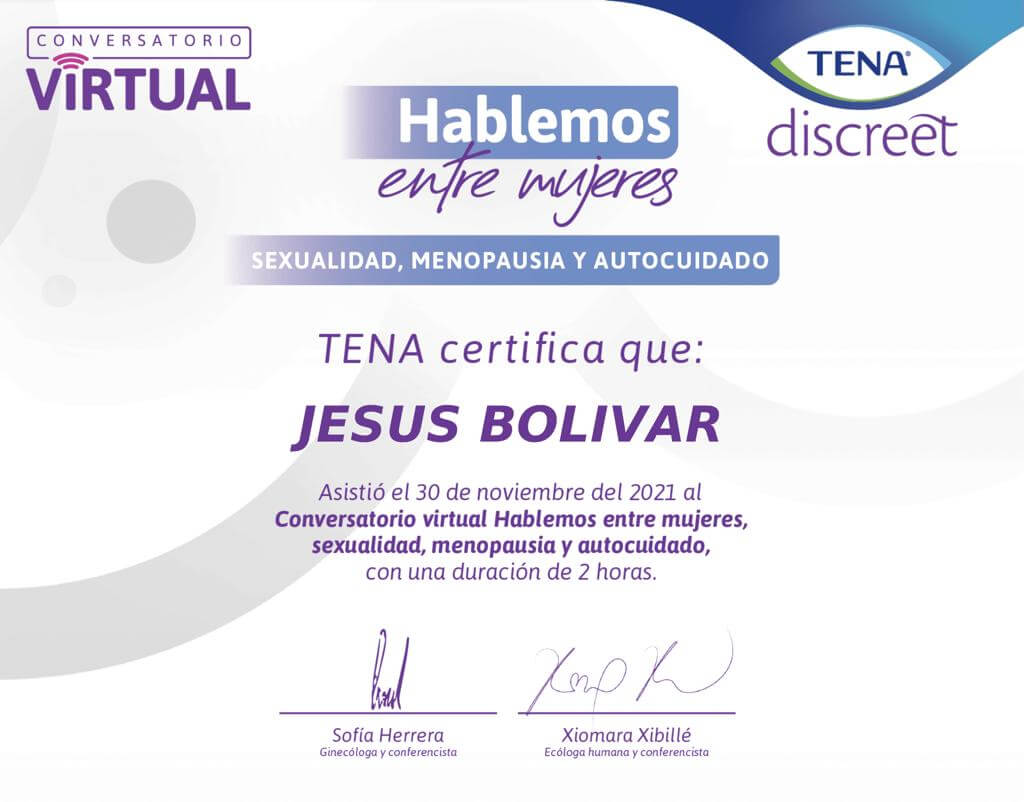 CONVERSATORIO
VIRTUAL
TENA®
discreet
Hablemos
entre mujeres
SEXUALIDAD, MENOPAUSIA Y AUTOCUIDADO
TENA certifica que:
JESUS BOLIVAR
Asistió el 30 de noviembre del 2021 al
Conversatorio virtual Hablemos entre mujeres,
sexualidad, menopausia y autocuidado,
con una duración de 2 horas.
Sofía Herrera
Ginecóloga y conferencista
Xiomara Xibillé
Ecóloga humana y conferencista